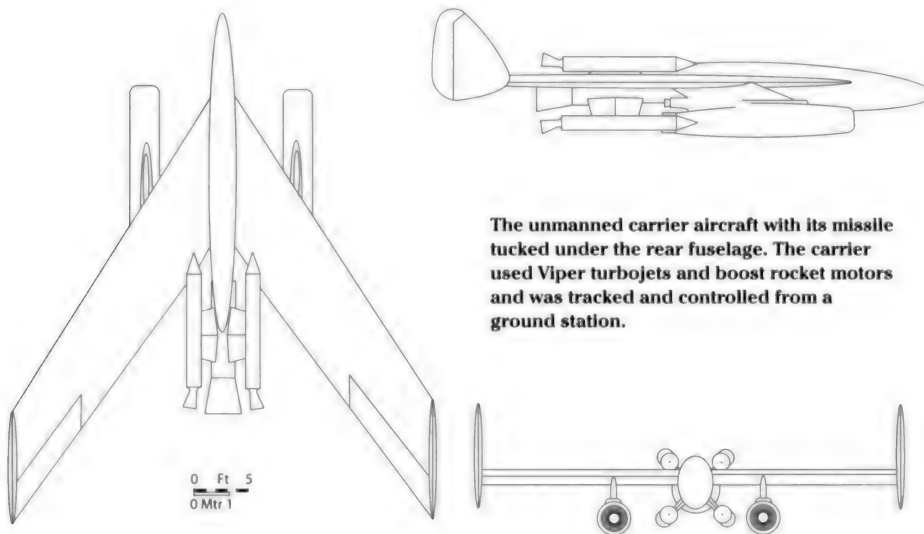 The unmanned carrier aircraft with its missile
tucked under the rear fuselage. The carrier
used Viper turbojets and boost rocket motors
and was tracked and controlled from a
ground station.
0 Ft 5
0 Mtr 1